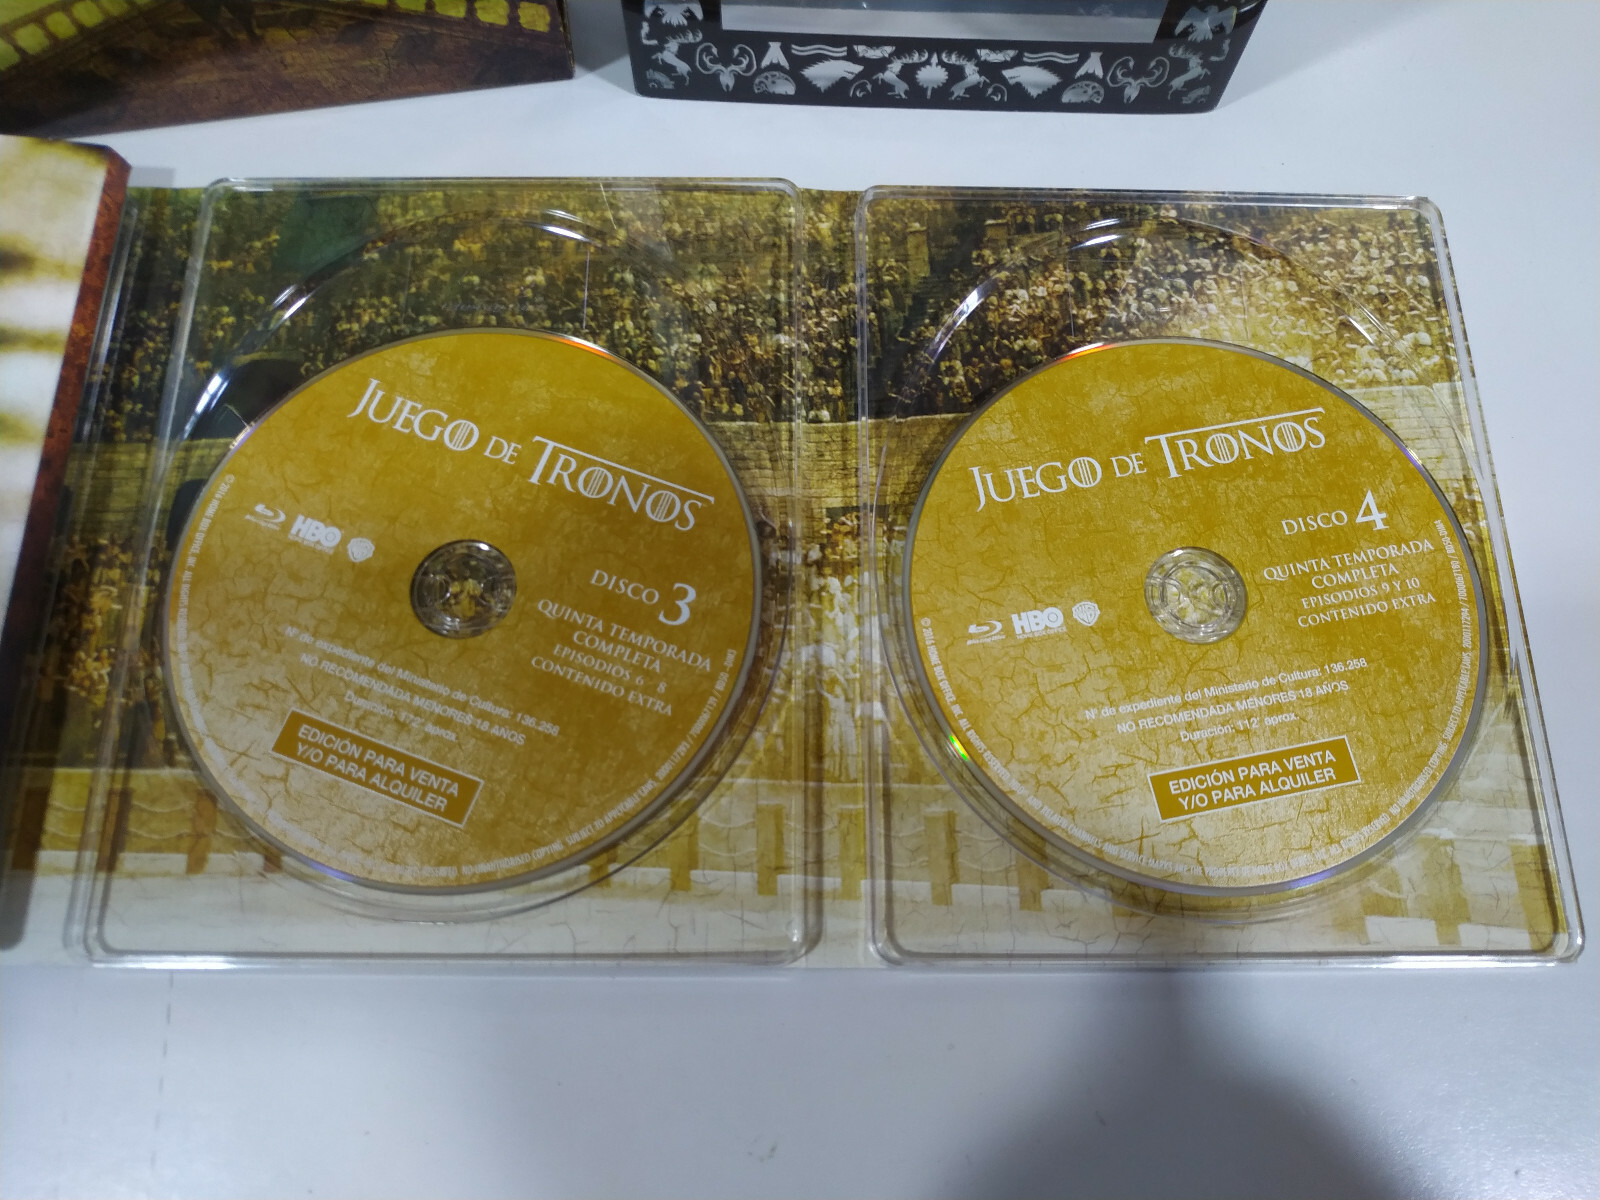 JUEGO DE TRONOS
HBO
DISCO 3
QUINTA TEMPORADA
COMPLETA
EPISODIOS 6 - 8
CONTENIDO EXTRA
Nº de expediente del Ministerio de Cultura: 136.258
NO RECOMENDADA MENORES 18 AÑOS
Duración: 172' aprox.
EDICIÓN PARA VENTA
Y/O PARA ALQUILER
JUEGO DE TRONOS
DISCO 4
QUINTA TEMPORADA
COMPLETA
EPISODIOS 9 Y 10
CONTENIDO EXTRA
HBO
Nº de expediente del Ministerio de Cultura: 136.258
NO RECOMENDADA MENORES 18 AÑOS
Duración: 112' aprox.
EDICIÓN PARA VENTA
Y/O PARA ALQUILER